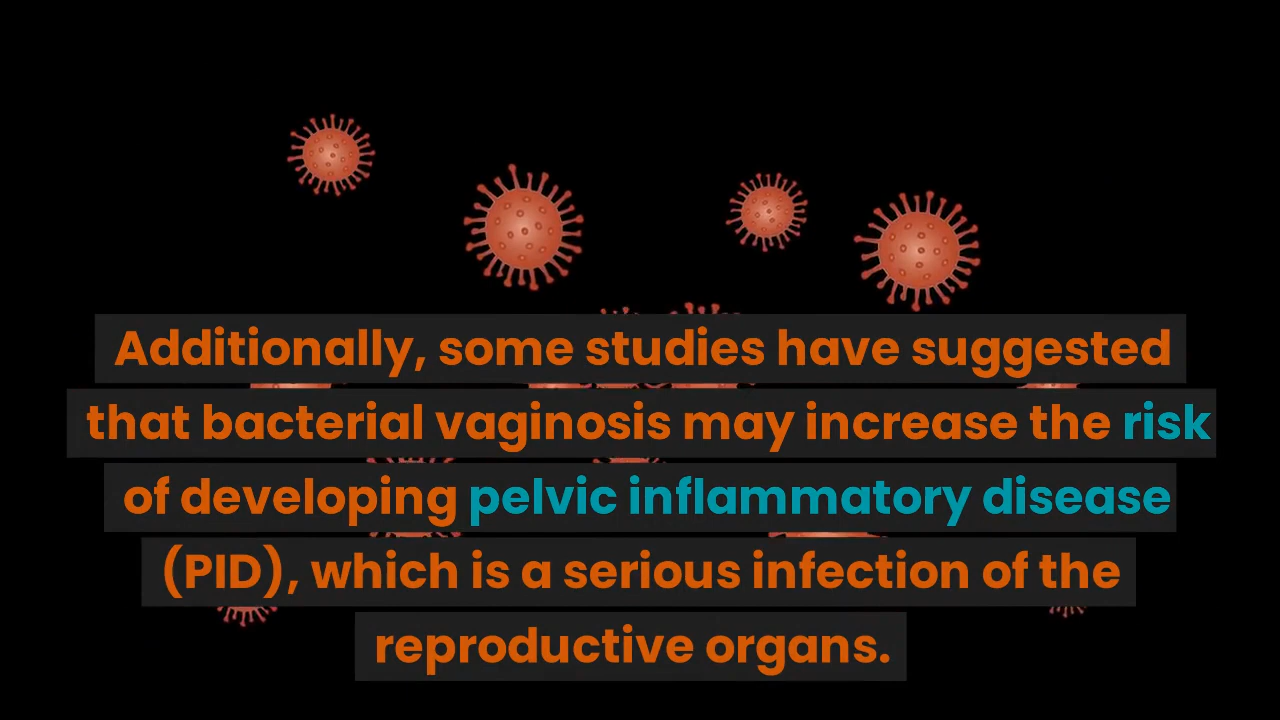 Additionally, some studies have suggested
that bacterial vaginosis may increase the risk
of developing pelvic inflammatory disease
(PID), which is a serious infection of the
reproductive organs.